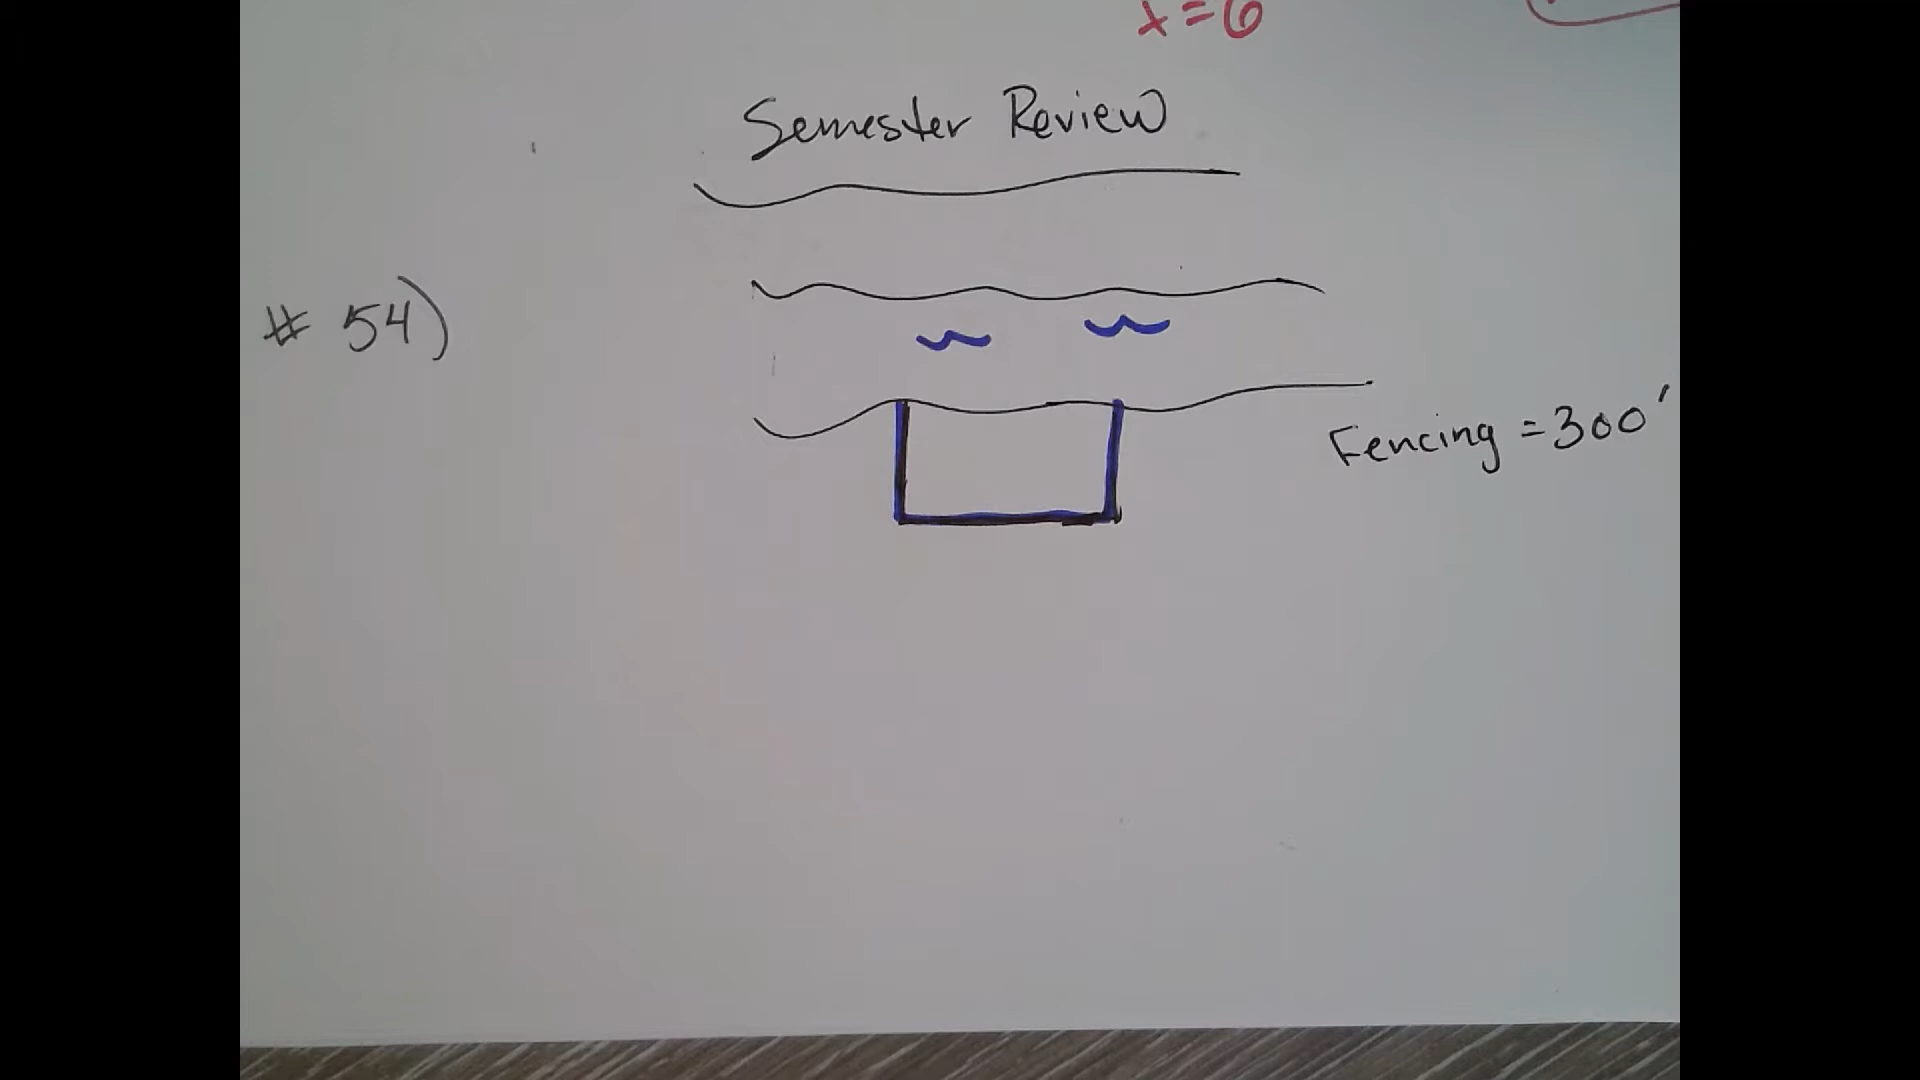 x=6
Semester Review
# 54)
Fencing = 300'